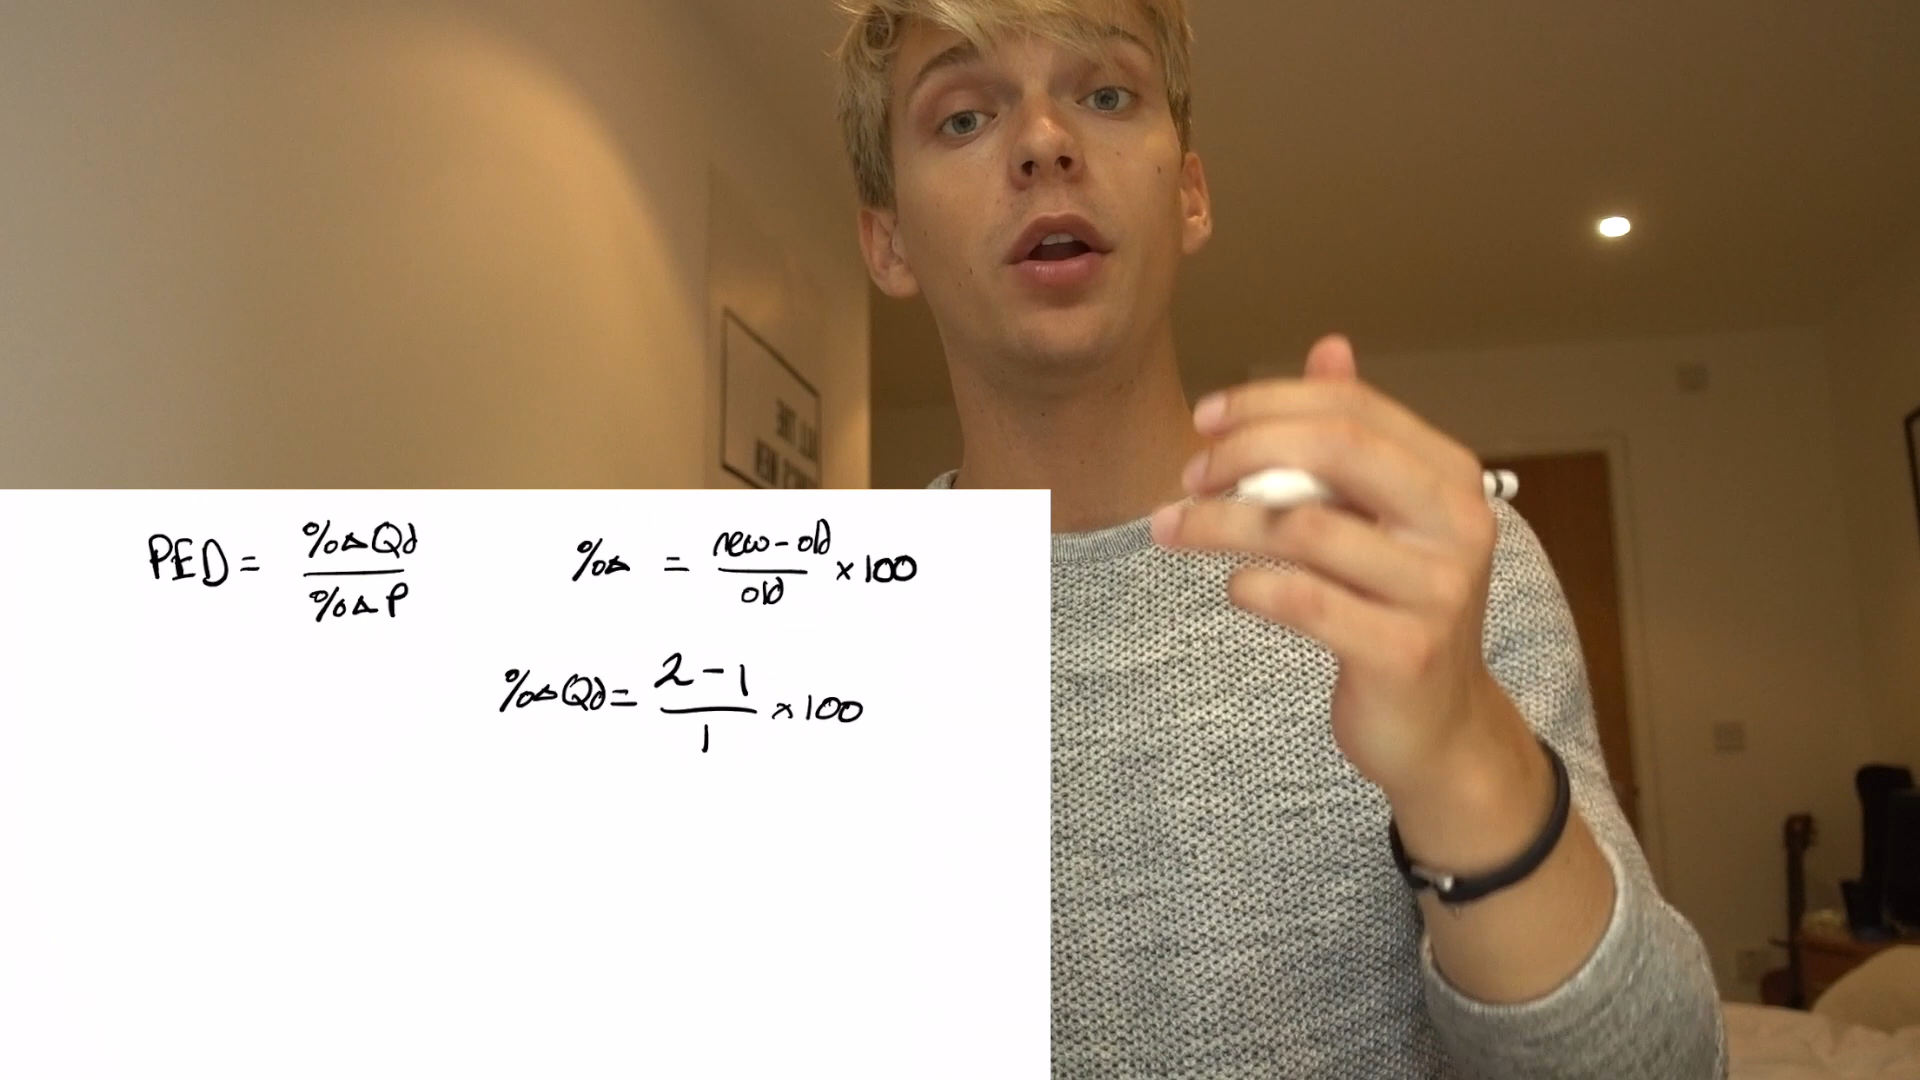 PED = %ΔQd / %ΔP
%Δ = new - old / old × 100
%ΔQd = 2 - 1 / 1 × 100